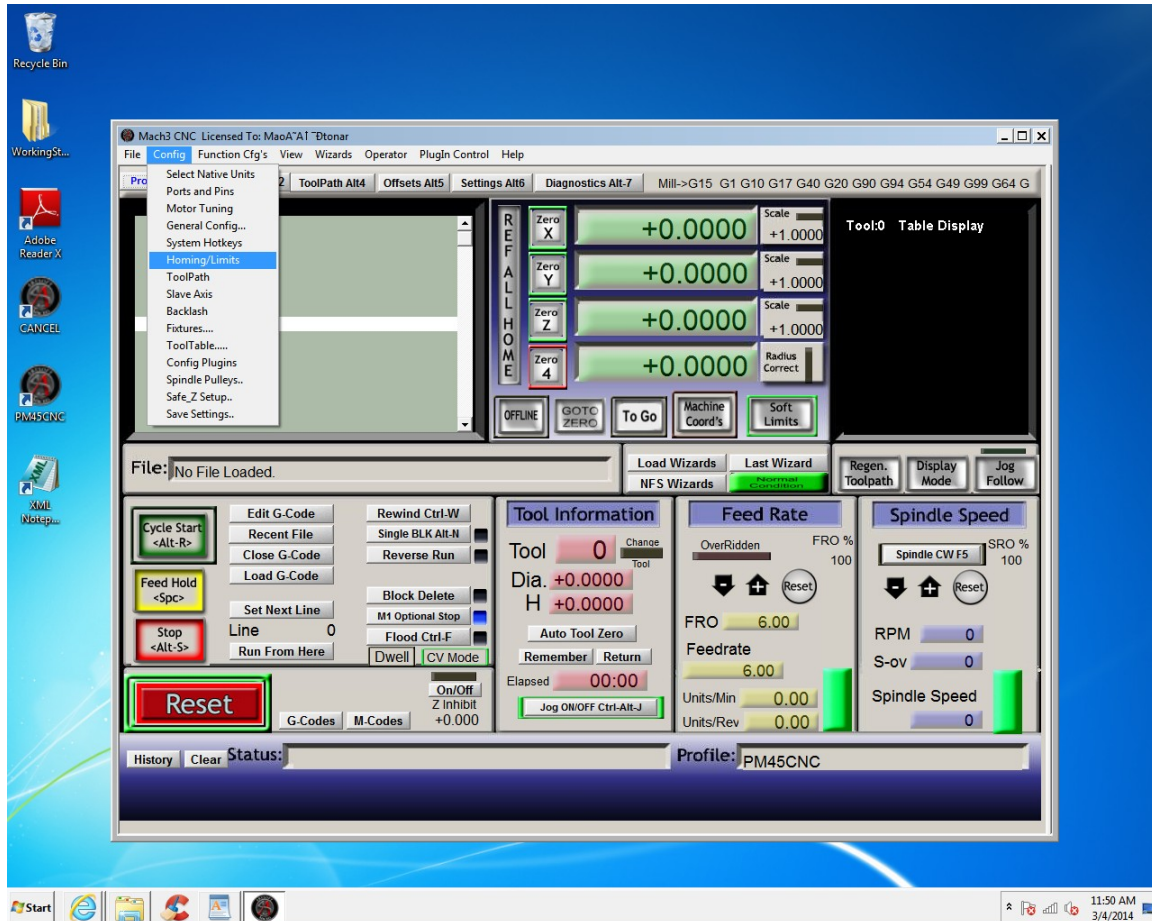 Recycle Bin
WorkingSt...
Adobe
Reader X
CANCEL
PM45CNC
XML
Notep...
Mach3 CNC Licensed To:
File Config Function Cfg's View Wizards Operator PlugIn Control Help
Select Native Units
Ports and Pins
Motor Tuning
General Config...
System Hotkeys
Homing/Limits
ToolPath
Slave Axis
Backlash
Fixtures....
ToolTable.....
Config Plugins
Spindle Pulleys..
Safe_Z Setup..
Save Settings..
ToolPath Alt4 Offsets Alt5 Settings Alt6 Diagnostics Alt-7 Mill->G15 G1 G10 G17 G40 G20 G90 G94 G54 G49 G99 G64 G
REF ALL HOME
Zero X +0.0000 Scale +1.0000
Zero Y +0.0000 Scale +1.0000
Zero Z +0.0000 Scale +1.0000
Zero 4 +0.0000 Radius Correct
OFFLINE GOTO ZERO To Go Machine Coord's Soft Limits
Tool:0 Table Display
File: No File Loaded.
Load Wizards Last Wizard
NFS Wizards Normal Condition
Regen. Toolpath Display Mode Jog Follow
Cycle Start
<Alt-R>
Feed Hold
<Spc>
Stop
<Alt-S>
Edit G-Code
Recent File
Close G-Code
Load G-Code
Set Next Line
Line 0
Run From Here
Rewind Ctrl-W
Single BLK Alt-N
Reverse Run
Block Delete
M1 Optional Stop
Flood Ctrl-F
Dwell CV Mode
Reset
G-Codes M-Codes
On/Off
Z Inhibit
+0.000
Tool Information
Tool 0 Change Tool
Dia. +0.0000
H +0.0000
Auto Tool Zero
Remember Return
Elapsed 00:00
Jog ON/OFF Ctrl-Alt-J
Feed Rate
OverRidden FRO %
100
Reset
FRO 6.00
Feedrate
6.00
Units/Min 0.00
Units/Rev 0.00
Spindle Speed
Spindle CW F5 SRO %
100
Reset
RPM 0
S-ov 0
Spindle Speed
0
History Clear Status:
Profile: PM45CNC
Start
11:50 AM
3/4/2014